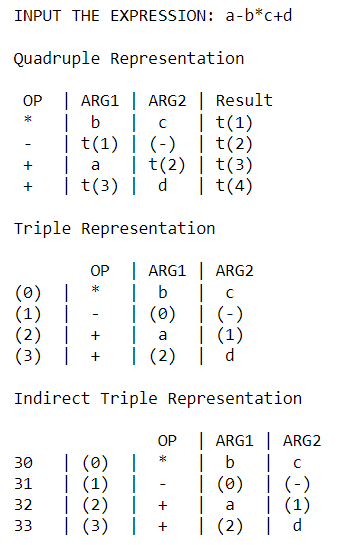 INPUT THE EXPRESSION: a-b*c+d
Quadruple Representation
OP | ARG1 | ARG2 | Result
* | b | c | t(1)
- | t(1) | (-) | t(2)
+ | a | t(2) | t(3)
+ | t(3) | d | t(4)
Triple Representation
OP | ARG1 | ARG2
(0) | * | b | c
(1) | - | (0) | (-)
(2) | + | a | (1)
(3) | + | (2) | d
Indirect Triple Representation
OP | ARG1 | ARG2
30 | (0) | * | b | c
31 | (1) | - | (0) | (-)
32 | (2) | + | a | (1)
33 | (3) | + | (2) | d